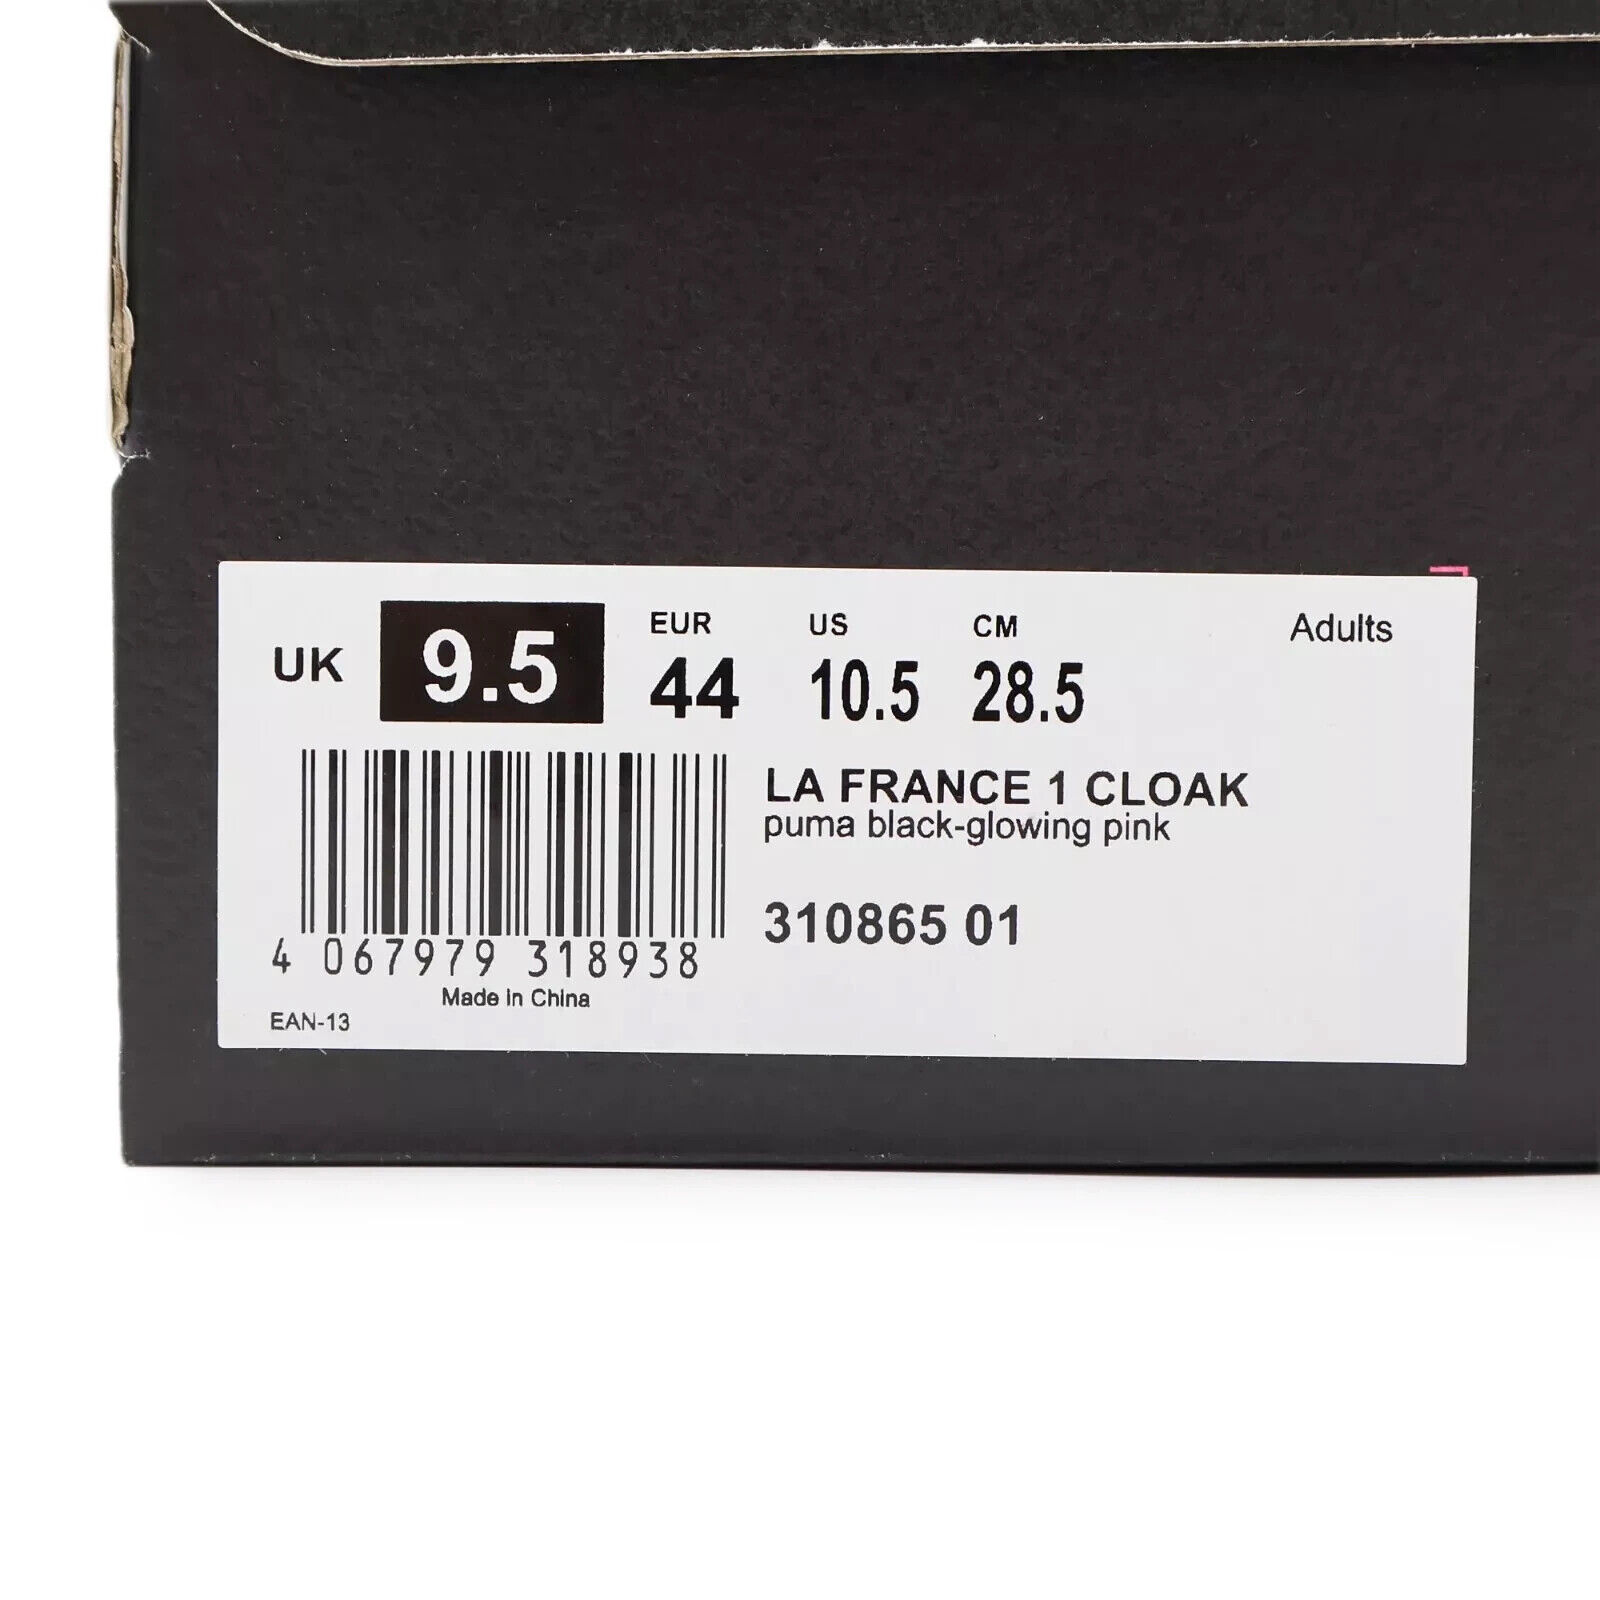 UK 9.5 EUR 44 US 10.5 CM 28.5 Adults
LA FRANCE 1 CLOAK
puma black-glowing pink
310865 01
4 067979 318938
Made in China
EAN-13